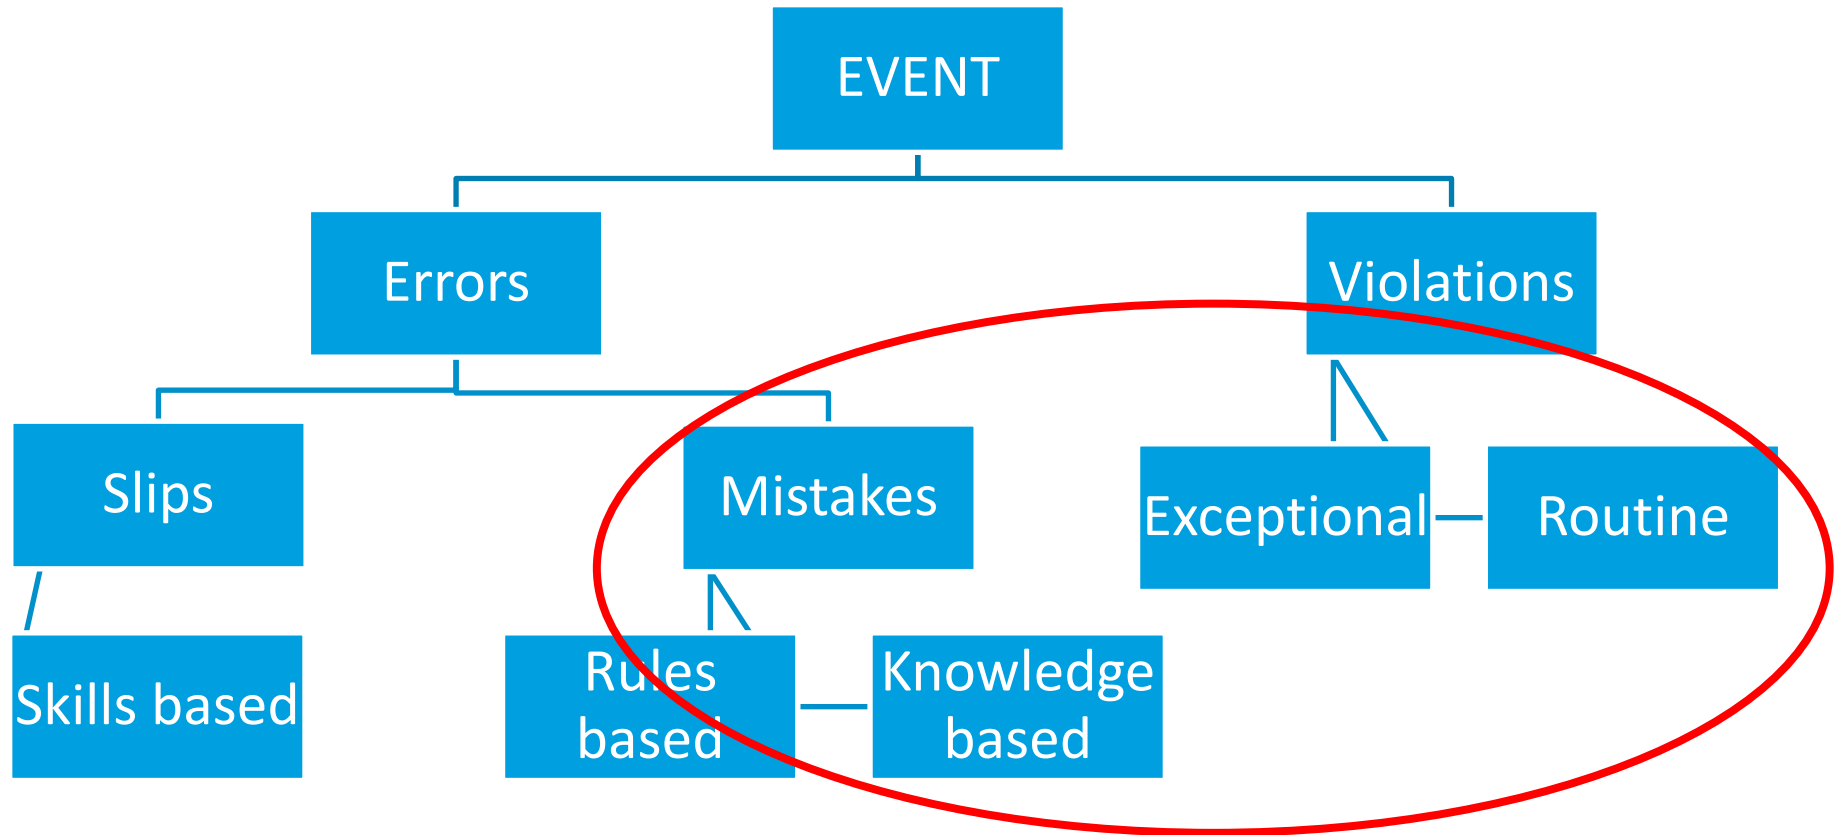 EVENT
Errors
Violations
Slips
Mistakes
Exceptional
Routine
Skills based
Rules
based
Knowledge
based